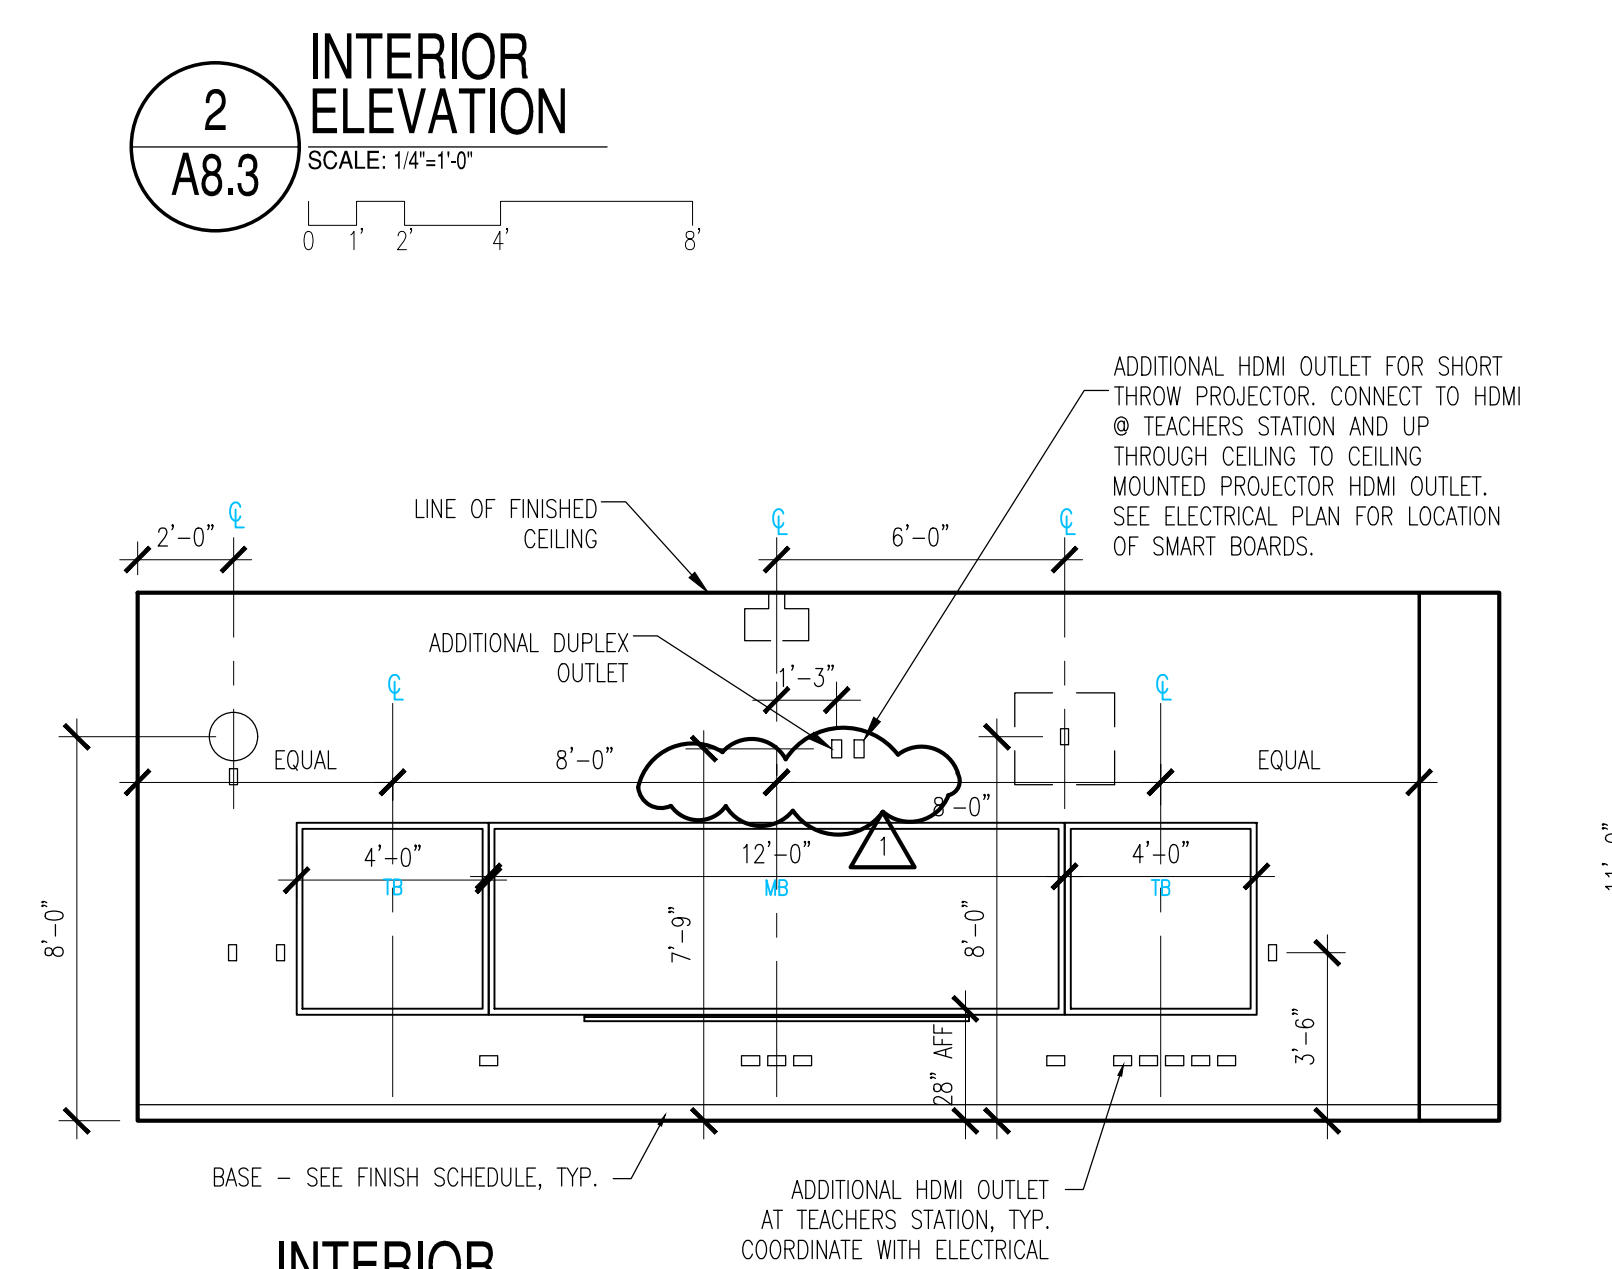 INTERIOR
ELEVATION
2
A8.3
SCALE: 1/4"=1'-0"
0 1' 2' 4' 8'
ADDITIONAL HDMI OUTLET FOR SHORT
THROW PROJECTOR. CONNECT TO HDMI
@ TEACHERS STATION AND UP
THROUGH CEILING TO CEILING
MOUNTED PROJECTOR HDMI OUTLET.
SEE ELECTRICAL PLAN FOR LOCATION
OF SMART BOARDS.
LINE OF FINISHED
CEILING
℄ ℄ ℄
2'-0" 6'-0"
ADDITIONAL DUPLEX
OUTLET
1'-3"
℄ ℄
EQUAL 8'-0" EQUAL
8'-0"
4'-0" 12'-0" 1 4'-0"
TB MB TB
8'-0" 7'-9" 8'-0"
11'-0"
28" AFF 3'-6"
BASE - SEE FINISH SCHEDULE, TYP.
ADDITIONAL HDMI OUTLET
AT TEACHERS STATION, TYP.
COORDINATE WITH ELECTRICAL
INTERIOR